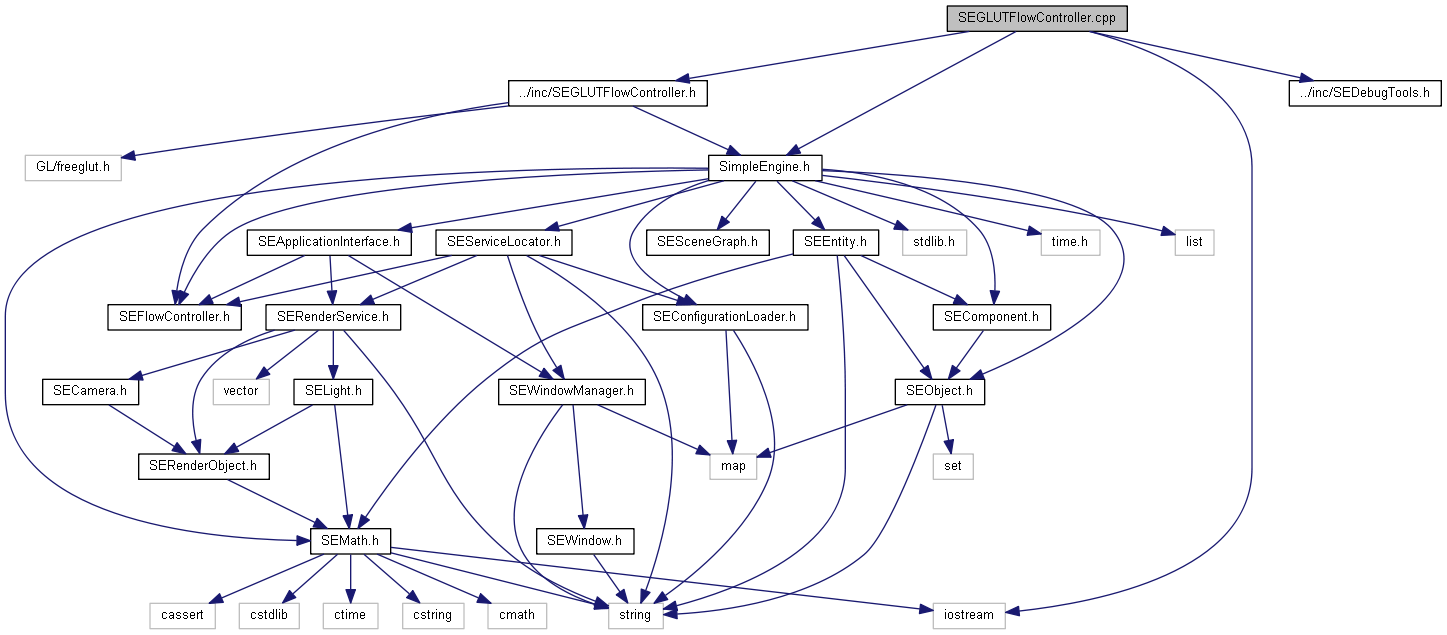 SEGLUTFlowController.cpp
../inc/SEGLUTFlowController.h
../inc/SEDebugTools.h
GL/freeglut.h
SimpleEngine.h
SEApplicationInterface.h
SEServiceLocator.h
SESceneGraph.h
SEEntity.h
stdlib.h
time.h
list
SEFlowController.h
SERenderService.h
SEConfigurationLoader.h
SEComponent.h
SECamera.h
vector
SELight.h
SEWindowManager.h
SEObject.h
SERenderObject.h
map
set
SEMath.h
SEWindow.h
cassert
cstdlib
ctime
cstring
cmath
string
iostream